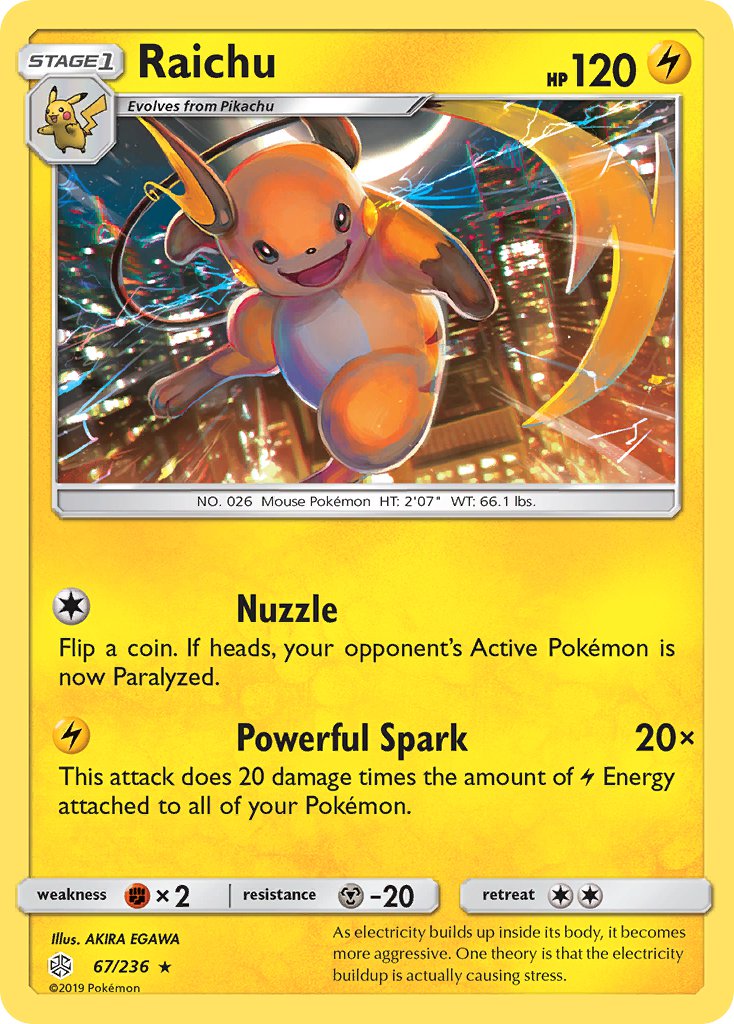 STAGE 1 Raichu HP 120
Evolves from Pikachu
NO. 026 Mouse Pokémon HT: 2'07" WT: 66.1 lbs.
Nuzzle
Flip a coin. If heads, your opponent's Active Pokémon is
now Paralyzed.
Powerful Spark 20×
This attack does 20 damage times the amount of Energy
attached to all of your Pokémon.
weakness ×2 resistance -20 retreat
Illus. AKIRA EGAWA
67/236 ★
©2019 Pokémon
As electricity builds up inside its body, it becomes
more aggressive. One theory is that the electricity
buildup is actually causing stress.